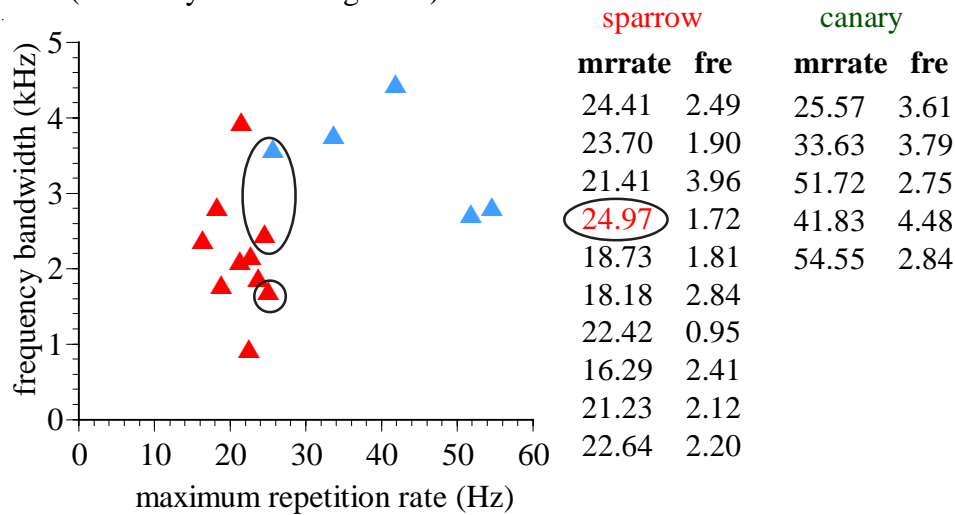 sparrow canary
mrrate fre mrrate fre
24.41 2.49 25.57 3.61
23.70 1.90 33.63 3.79
21.41 3.96 51.72 2.75
24.97 1.72 41.83 4.48
18.73 1.81 54.55 2.84
18.18 2.84
22.42 0.95
16.29 2.41
21.23 2.12
22.64 2.20
frequency bandwidth (kHz)
5
4
3
2
1
0
0 10 20 30 40 50 60
maximum repetition rate (Hz)